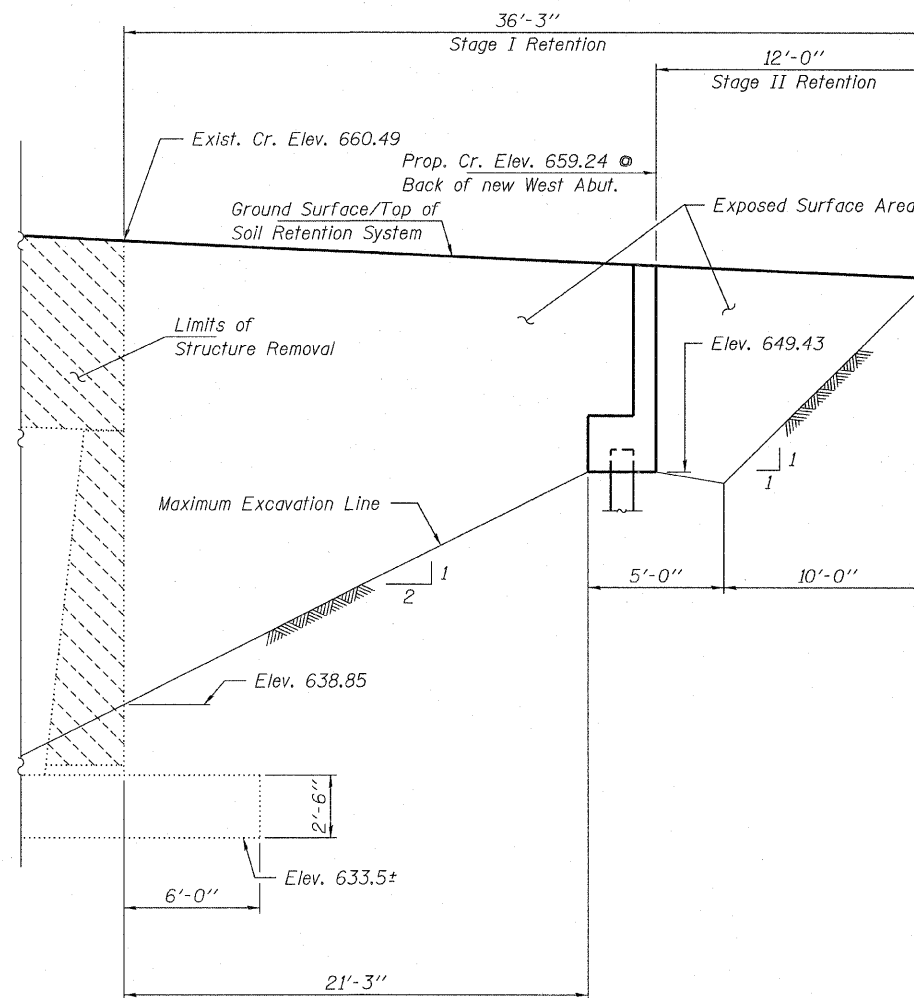 36'-3"
Stage I Retention
12'-0"
Stage II Retention
Exist. Cr. Elev. 660.49
Prop. Cr. Elev. 659.24 @
Back of new West Abut.
Ground Surface/Top of
Soil Retention System
Exposed Surface Area
Limits of
Structure Removal
Elev. 649.43
1
1
Maximum Excavation Line
1
2
5'-0"
10'-0"
Elev. 638.85
2'-6"
Elev. 633.5±
6'-0"
21'-3"